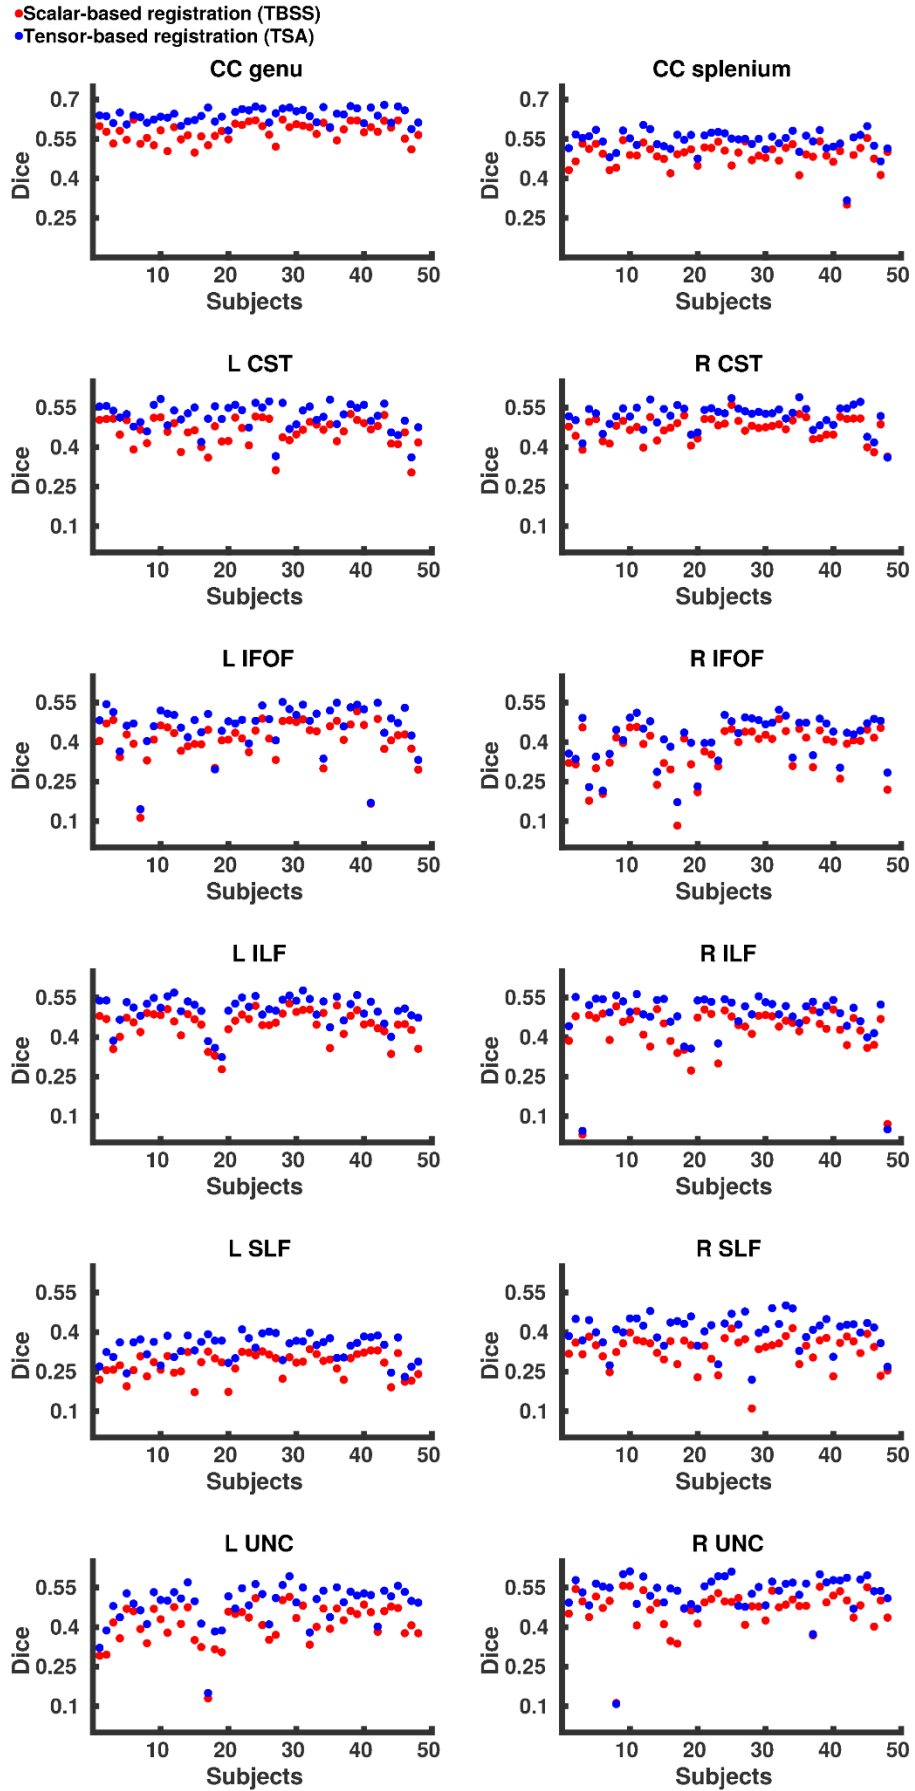 Scalar-based registration (TBSS)
Tensor-based registration (TSA)
CC genu
CC splenium
0.7
0.55
0.4
0.25
Dice
10 20 30 40 50
Subjects
0.7
0.55
0.4
0.25
Dice
10 20 30 40 50
Subjects
L CST
R CST
0.55
0.4
0.25
0.1
Dice
10 20 30 40 50
Subjects
0.55
0.4
0.25
0.1
Dice
10 20 30 40 50
Subjects
L IFOF
R IFOF
0.55
0.4
0.25
0.1
Dice
10 20 30 40 50
Subjects
0.55
0.4
0.25
0.1
Dice
10 20 30 40 50
Subjects
L ILF
R ILF
0.55
0.4
0.25
0.1
Dice
10 20 30 40 50
Subjects
0.55
0.4
0.25
0.1
Dice
10 20 30 40 50
Subjects
L SLF
R SLF
0.55
0.4
0.25
0.1
Dice
10 20 30 40 50
Subjects
0.55
0.4
0.25
0.1
Dice
10 20 30 40 50
Subjects
L UNC
R UNC
0.55
0.4
0.25
0.1
Dice
10 20 30 40 50
Subjects
0.55
0.4
0.25
0.1
Dice
10 20 30 40 50
Subjects